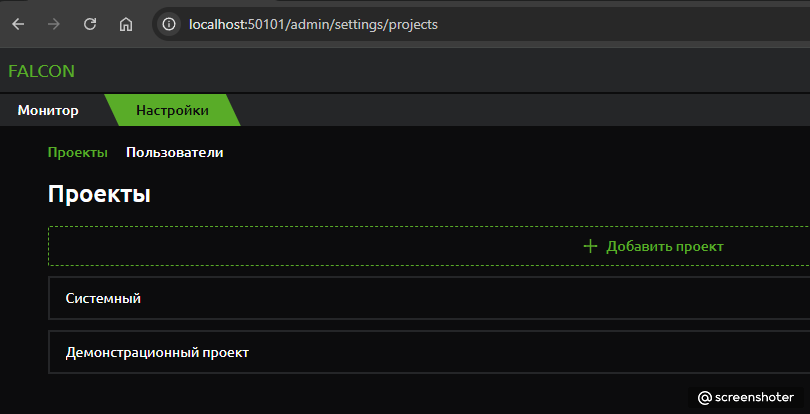 localhost:50101/admin/settings/projects
FALCON
Монитор Настройки
Проекты Пользователи
Проекты
Добавить проект
Системный
Демонстрационный проект
@screenshoter